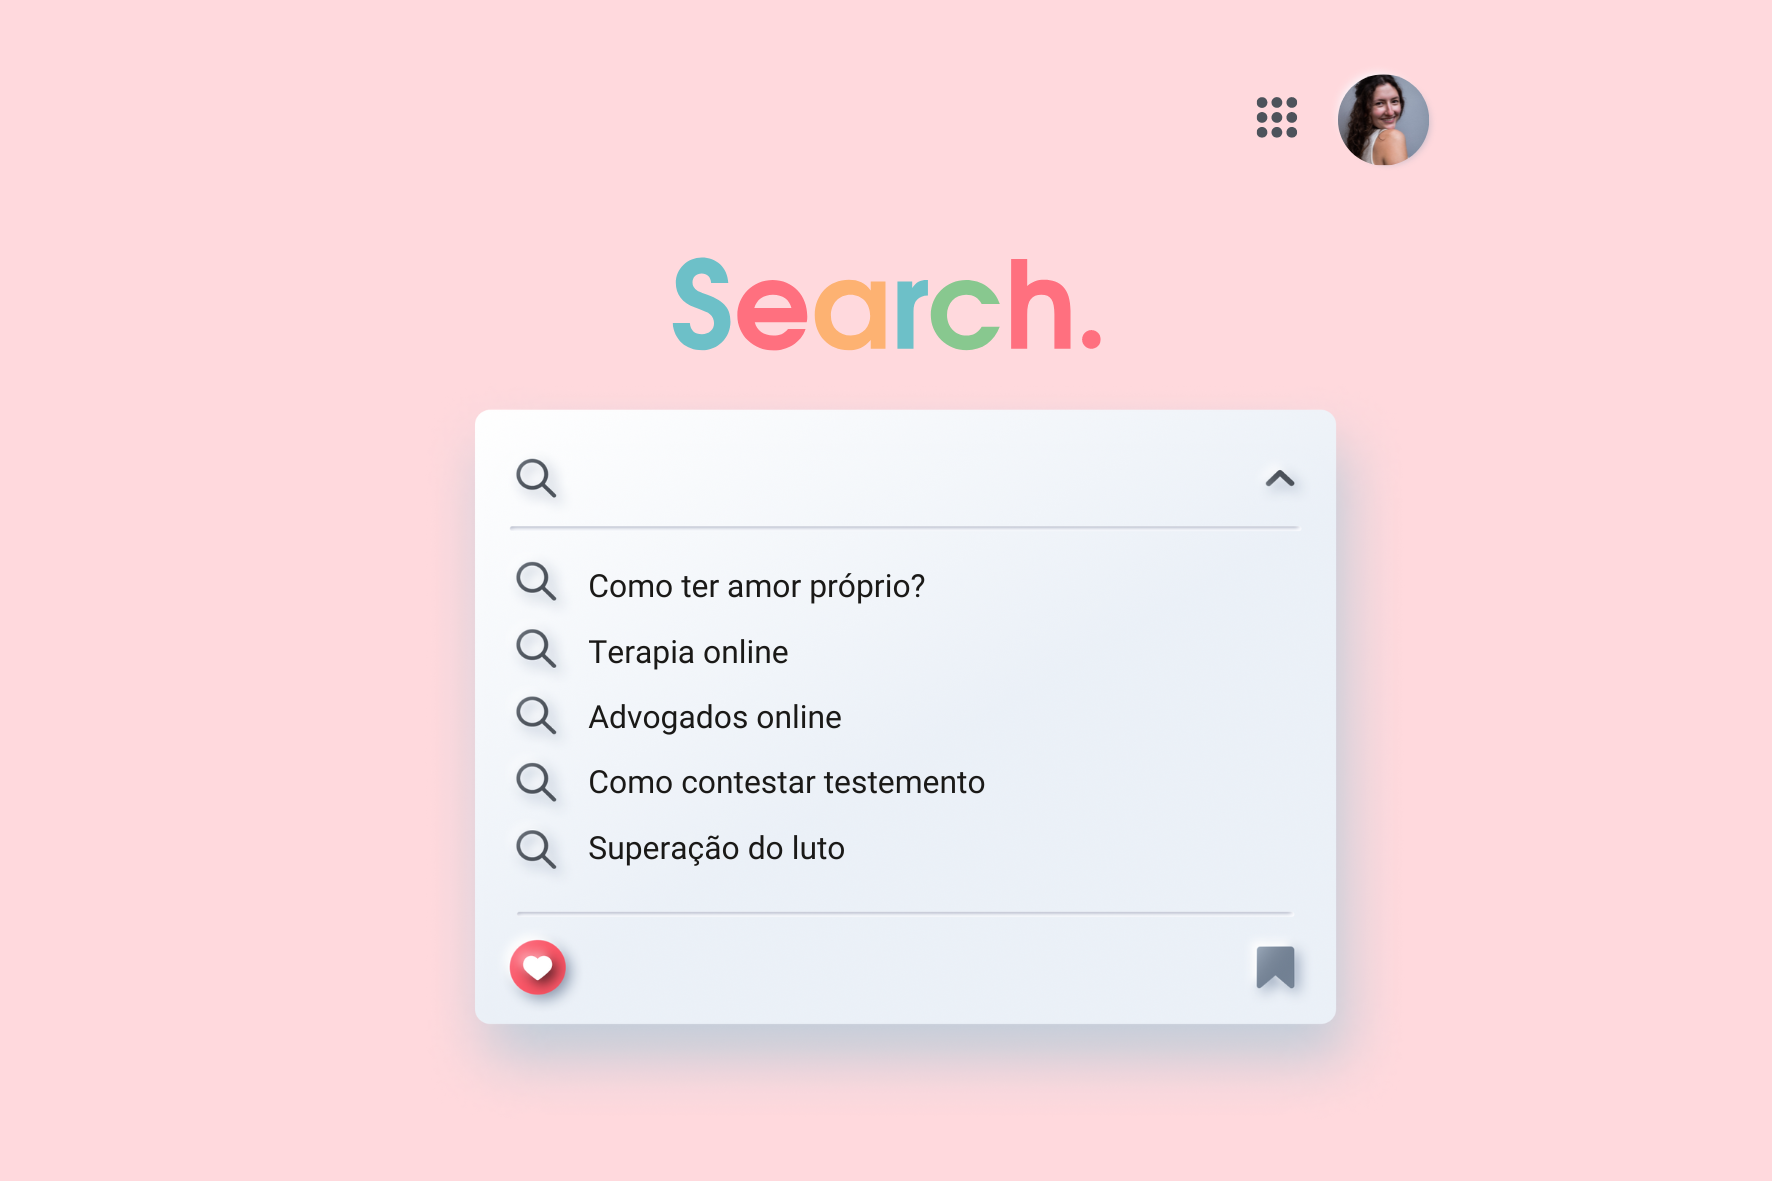 Search.
Como ter amor próprio?
Terapia online
Advogados online
Como contestar testemento
Superação do luto